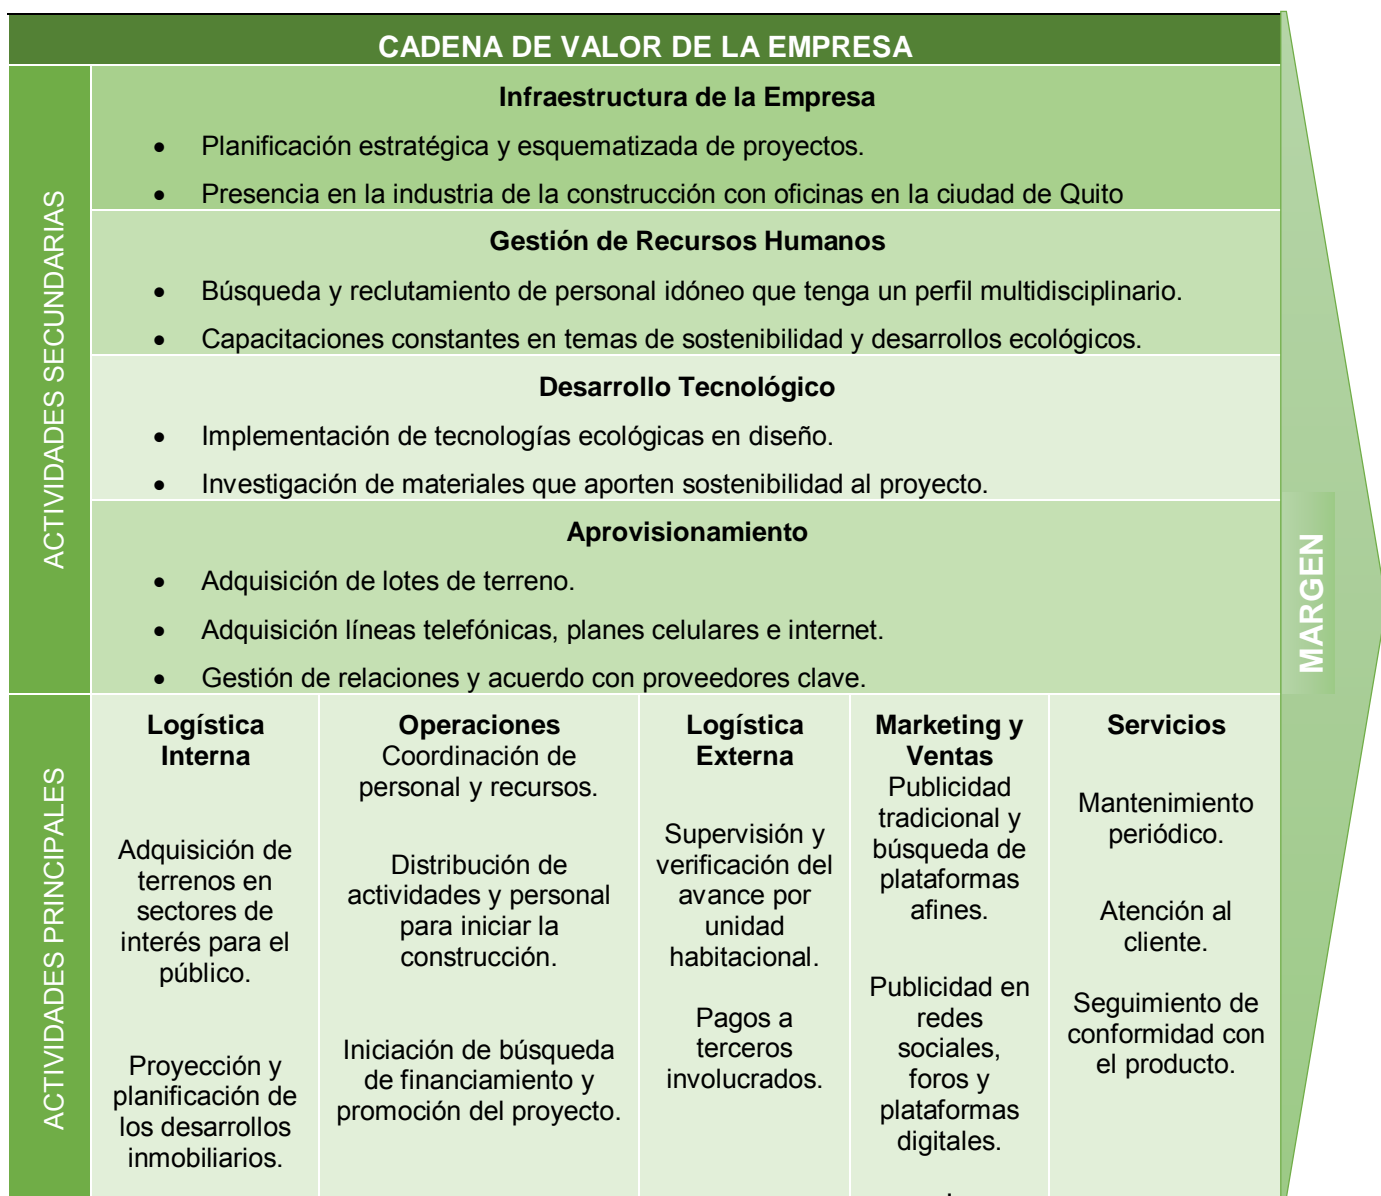 CADENA DE VALOR DE LA EMPRESA
ACTIVIDADES SECUNDARIAS
Infraestructura de la Empresa
• Planificación estratégica y esquematizada de proyectos.
• Presencia en la industria de la construcción con oficinas en la ciudad de Quito
Gestión de Recursos Humanos
• Búsqueda y reclutamiento de personal idóneo que tenga un perfil multidisciplinario.
• Capacitaciones constantes en temas de sostenibilidad y desarrollos ecológicos.
Desarrollo Tecnológico
• Implementación de tecnologías ecológicas en diseño.
• Investigación de materiales que aporten sostenibilidad al proyecto.
Aprovisionamiento
• Adquisición de lotes de terreno.
• Adquisición líneas telefónicas, planes celulares e internet.
• Gestión de relaciones y acuerdo con proveedores clave.
ACTIVIDADES PRINCIPALES
Logística
Interna
Adquisición de
terrenos en
sectores de
interés para el
público.
Proyección y
planificación de
los desarrollos
inmobiliarios.
Operaciones
Coordinación de
personal y recursos.
Distribución de
actividades y personal
para iniciar la
construcción.
Iniciación de búsqueda
de financiamiento y
promoción del proyecto.
Logística
Externa
Supervisión y
verificación del
avance por
unidad
habitacional.
Pagos a
terceros
involucrados.
Marketing y
Ventas
Publicidad
tradicional y
búsqueda de
plataformas
afines.
Publicidad en
redes
sociales,
foros y
plataformas
digitales.
Servicios
Mantenimiento
periódico.
Atención al
cliente.
Seguimiento de
conformidad con
el producto.
MARGEN